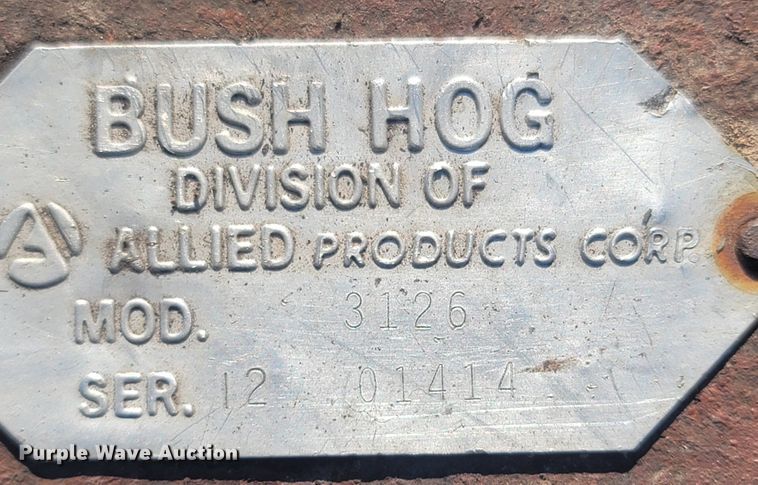 BUSH HOG
DIVISION OF
ALLIED PRODUCTS CORP.
MOD. 3126
SER. 12 01414
Purple Wave Auction